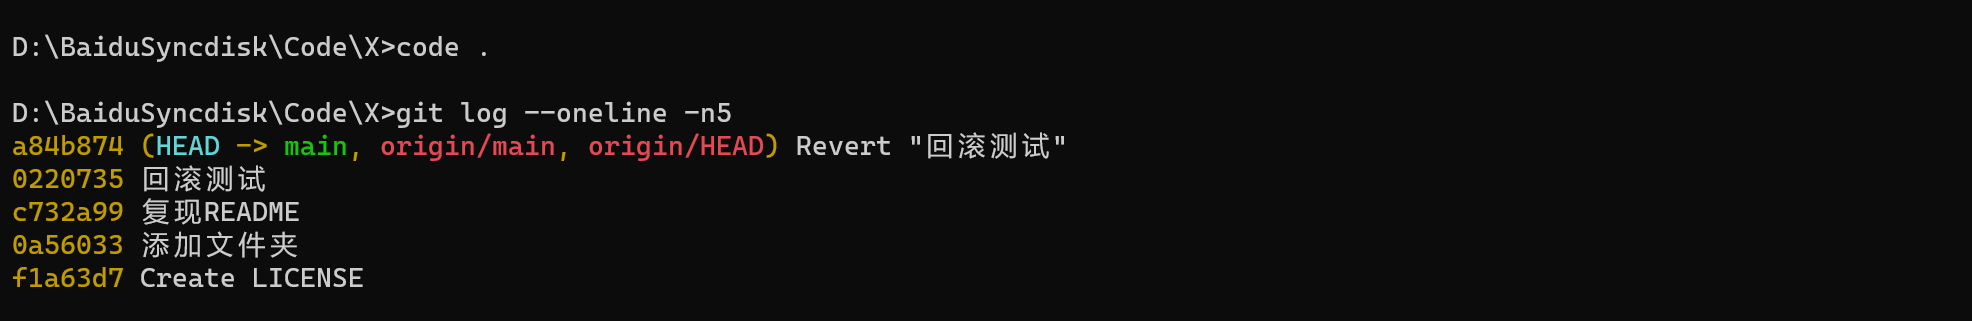 D:\BaiduSyncdisk\Code\X>code .
D:\BaiduSyncdisk\Code\X>git log --oneline -n5
a84b874 (HEAD -> main, origin/main, origin/HEAD) Revert "回滚测试"
0220735 回滚测试
c732a99 复现README
0a56033 添加文件夹
f1a63d7 Create LICENSE